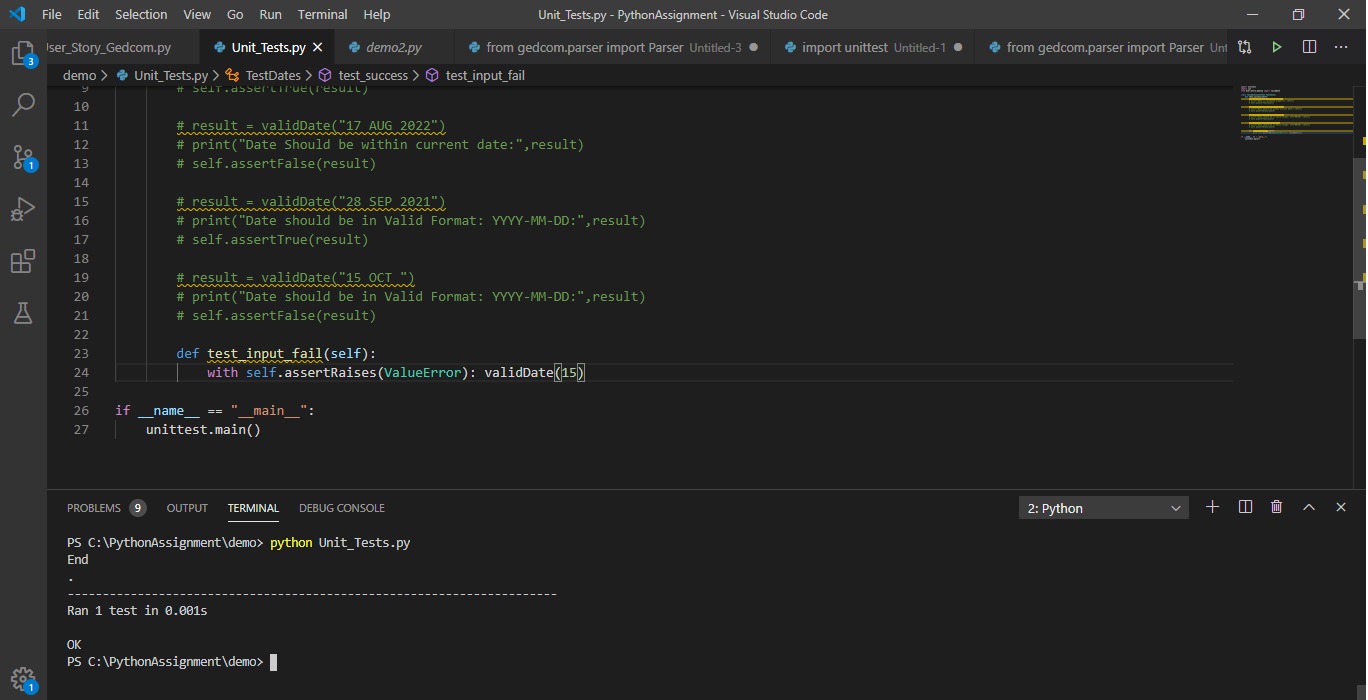 File Edit Selection View Go Run Terminal Help Unit_Tests.py - PythonAssignment - Visual Studio Code
User_Story_Gedcom.py Unit_Tests.py demo2.py from gedcom.parser import Parser Untitled-3 import unittest Untitled-1 from gedcom.parser import Parser Unt
demo > Unit_Tests.py > TestDates > test_success > test_input_fail
9 # self.assertTrue(result)
10
11 # result = validDate("17 AUG 2022")
12 # print("Date Should be within current date:",result)
13 # self.assertFalse(result)
14
15 # result = validDate("28 SEP 2021")
16 # print("Date should be in Valid Format: YYYY-MM-DD:",result)
17 # self.assertTrue(result)
18
19 # result = validDate("15 OCT ")
20 # print("Date should be in Valid Format: YYYY-MM-DD:",result)
21 # self.assertFalse(result)
22
23 def test_input_fail(self):
24 with self.assertRaises(ValueError): validDate(15)
25
26 if __name__ == "__main__":
27 unittest.main()
3
1
1
PROBLEMS 9 OUTPUT TERMINAL DEBUG CONSOLE 2: Python
PS C:\PythonAssignment\demo> python Unit_Tests.py
End
.
----------------------------------------------------------------------
Ran 1 test in 0.001s
OK
PS C:\PythonAssignment\demo>